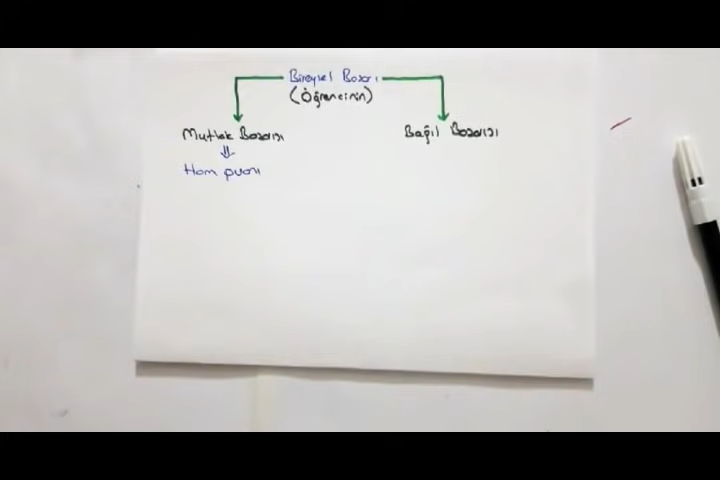 Bireysel Başarı
(Öğrencinin)
Mutlak Başarısı
Bağıl Başarısı
Ham puanı